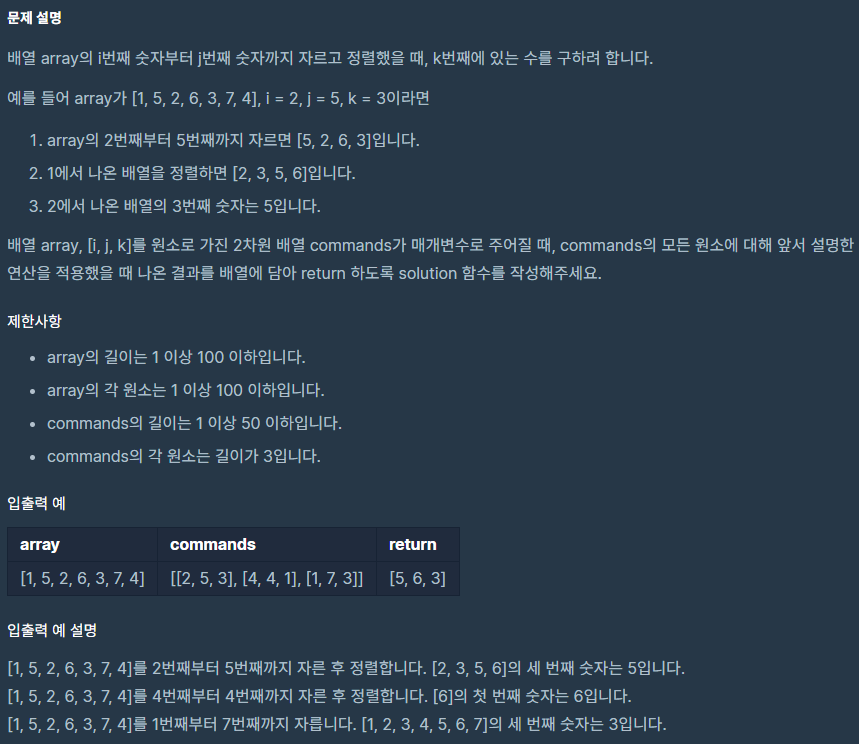 문제 설명
배열 array의 i번째 숫자부터 j번째 숫자까지 자르고 정렬했을 때, k번째에 있는 수를 구하려 합니다.
예를 들어 array가 [1, 5, 2, 6, 3, 7, 4], i = 2, j = 5, k = 3이라면
1. array의 2번째부터 5번째까지 자르면 [5, 2, 6, 3]입니다.
2. 1에서 나온 배열을 정렬하면 [2, 3, 5, 6]입니다.
3. 2에서 나온 배열의 3번째 숫자는 5입니다.
배열 array, [i, j, k]를 원소로 가진 2차원 배열 commands가 매개변수로 주어질 때, commands의 모든 원소에 대해 앞서 설명한
연산을 적용했을 때 나온 결과를 배열에 담아 return 하도록 solution 함수를 작성해주세요.
제한사항
• array의 길이는 1 이상 100 이하입니다.
• array의 각 원소는 1 이상 100 이하입니다.
• commands의 길이는 1 이상 50 이하입니다.
• commands의 각 원소는 길이가 3입니다.
입출력 예
array commands return
[1, 5, 2, 6, 3, 7, 4] [[2, 5, 3], [4, 4, 1], [1, 7, 3]] [5, 6, 3]
입출력 예 설명
[1, 5, 2, 6, 3, 7, 4]를 2번째부터 5번째까지 자른 후 정렬합니다. [2, 3, 5, 6]의 세 번째 숫자는 5입니다.
[1, 5, 2, 6, 3, 7, 4]를 4번째부터 4번째까지 자른 후 정렬합니다. [6]의 첫 번째 숫자는 6입니다.
[1, 5, 2, 6, 3, 7, 4]를 1번째부터 7번째까지 자릅니다. [1, 2, 3, 4, 5, 6, 7]의 세 번째 숫자는 3입니다.